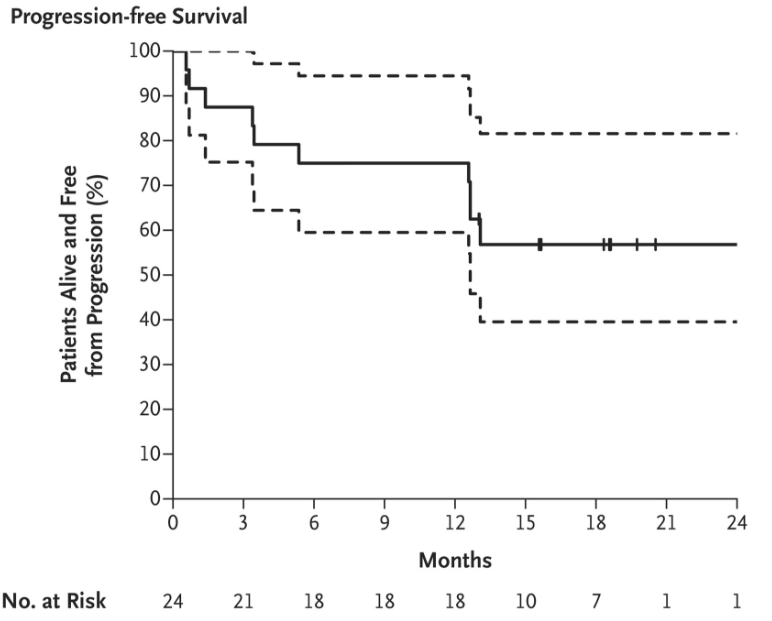 Progression-free Survival
Patients Alive and Free
from Progression (%)
100
90
80
70
60
50
40
30
20
10
0
0 3 6 9 12 15 18 21 24
Months
No. at Risk 24 21 18 18 18 10 7 1 1